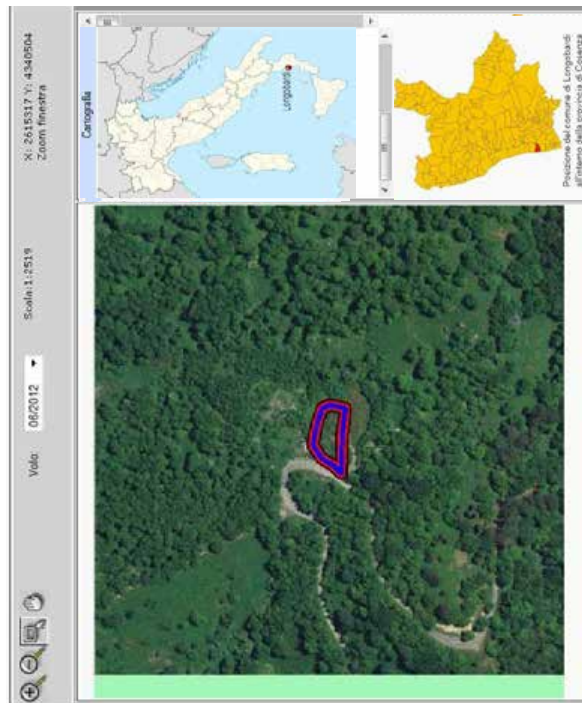 Volo:
06/2012
Scala:1:2519
X: 2615317 Y: 4340504
Zoom finestra
Cartografia
Longobardi
Posizione del comune di Longobardi
all'interno della provincia di Cosenza